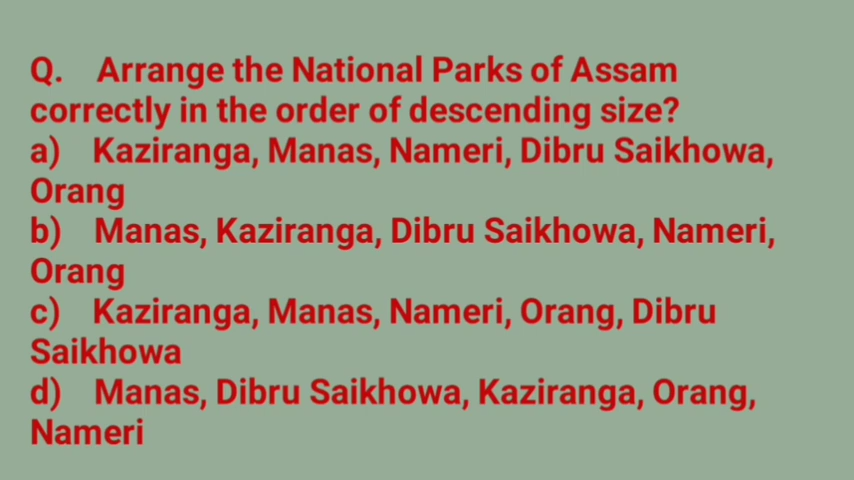 Q. Arrange the National Parks of Assam
correctly in the order of descending size?
a) Kaziranga, Manas, Nameri, Dibru Saikhowa,
Orang
b) Manas, Kaziranga, Dibru Saikhowa, Nameri,
Orang
c) Kaziranga, Manas, Nameri, Orang, Dibru
Saikhowa
d) Manas, Dibru Saikhowa, Kaziranga, Orang,
Nameri